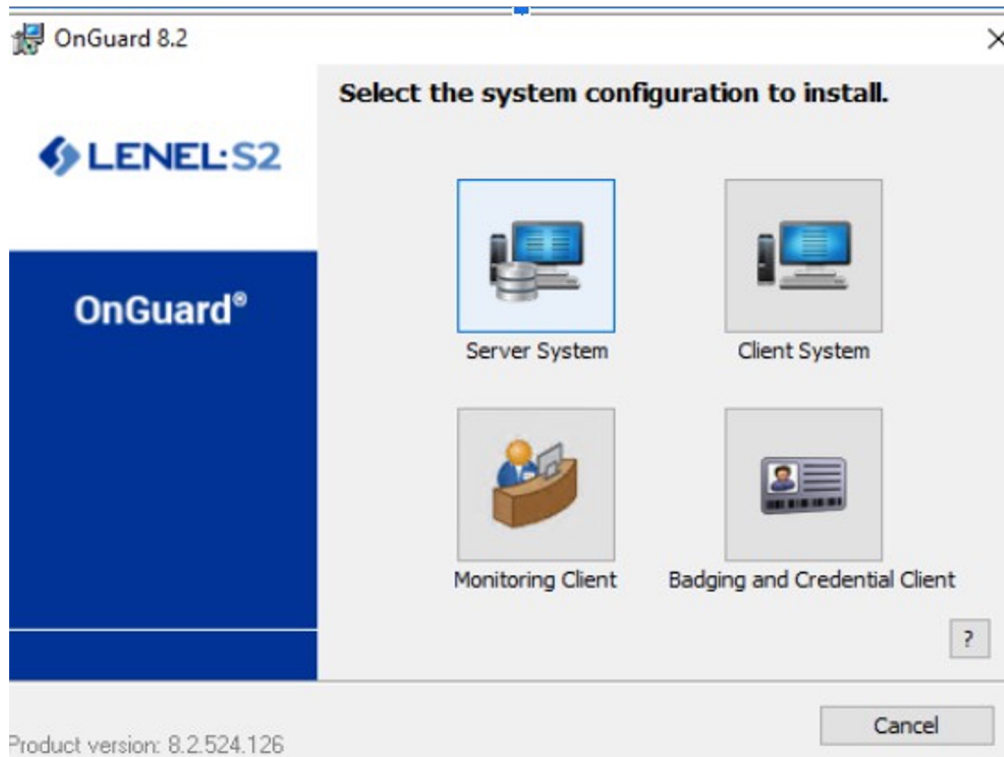 OnGuard 8.2
LENEL:S2
OnGuard®
Select the system configuration to install.
Server System
Client System
Monitoring Client
Badging and Credential Client
?
Product version: 8.2.524.126
Cancel